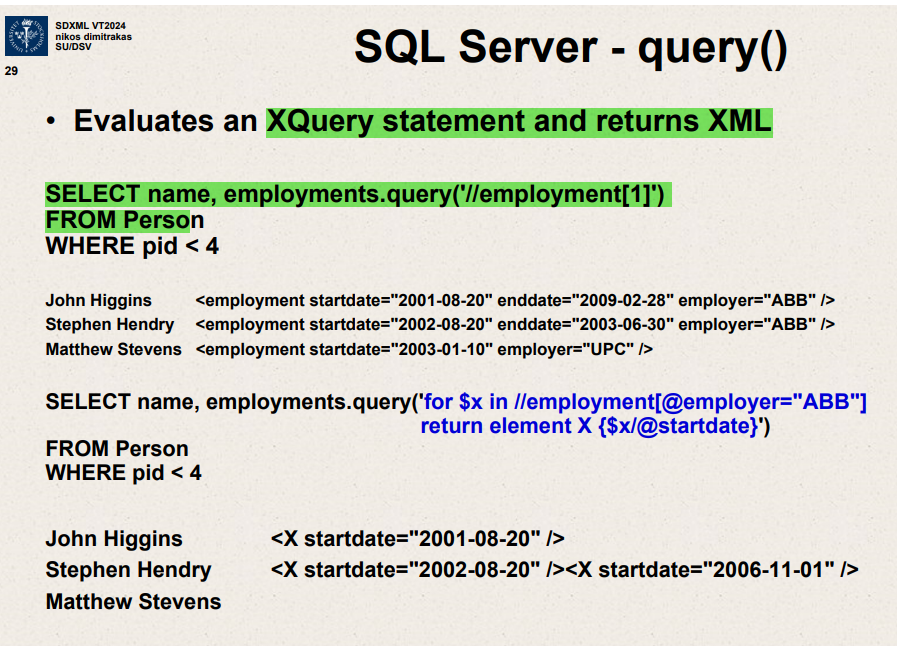 SDXML VT2024
nikos dimitrakas
SU/DSV
29
SQL Server - query()
• Evaluates an XQuery statement and returns XML
SELECT name, employments.query('//employment[1]')
FROM Person
WHERE pid < 4
John Higgins <employment startdate="2001-08-20" enddate="2009-02-28" employer="ABB" />
Stephen Hendry <employment startdate="2002-08-20" enddate="2003-06-30" employer="ABB" />
Matthew Stevens <employment startdate="2003-01-10" employer="UPC" />
SELECT name, employments.query('for $x in //employment[@employer="ABB"]
return element X {$x/@startdate}')
FROM Person
WHERE pid < 4
John Higgins <X startdate="2001-08-20" />
Stephen Hendry <X startdate="2002-08-20" /><X startdate="2006-11-01" />
Matthew Stevens